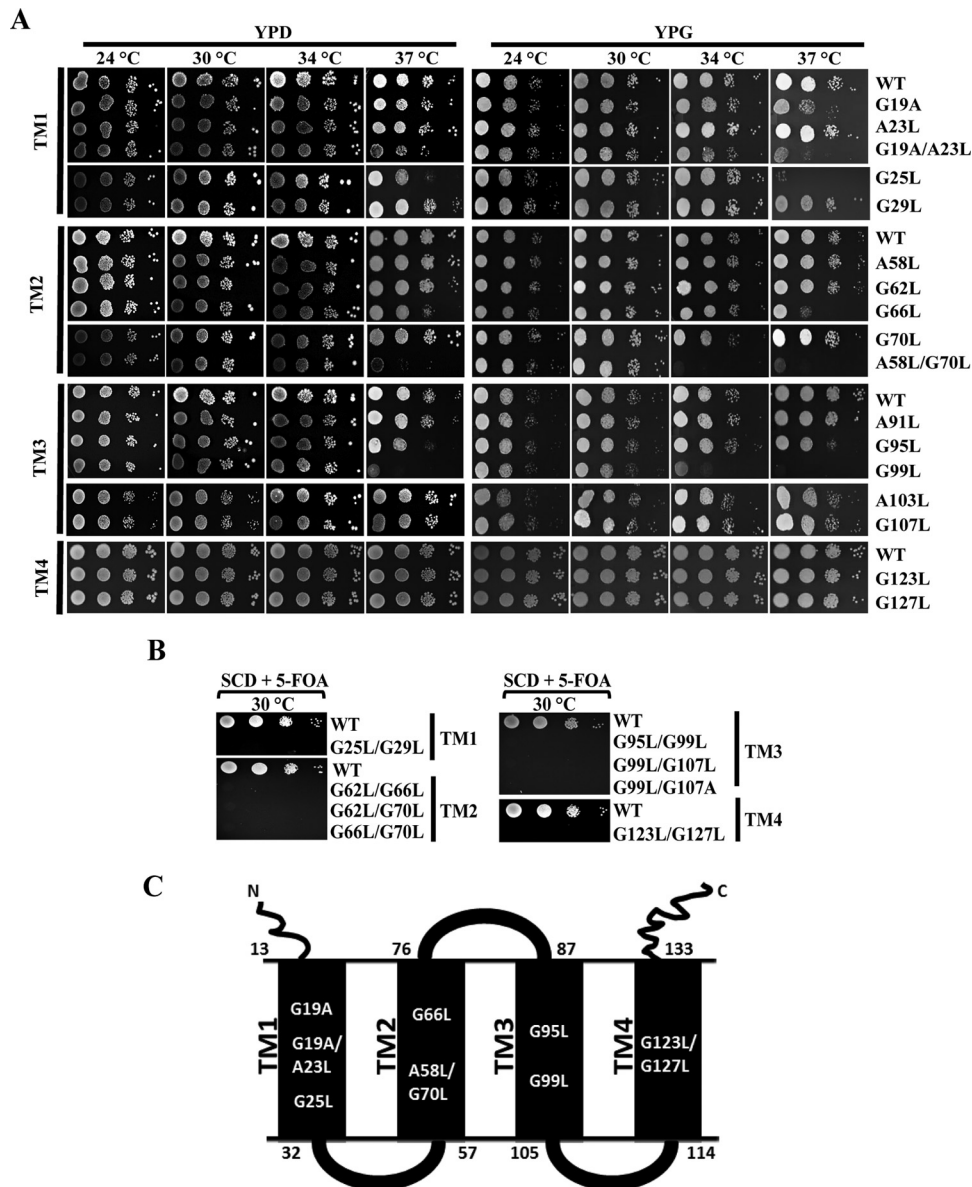 A
YPD
YPG
24 °C 30 °C 34 °C 37 °C
24 °C 30 °C 34 °C 37 °C
TM1
WT
G19A
A23L
G19A/A23L
G25L
G29L
TM2
WT
A58L
G62L
G66L
G70L
A58L/G70L
TM3
WT
A91L
G95L
G99L
A103L
G107L
TM4
WT
G123L
G127L
B
SCD + 5-FOA
30 °C
WT
G25L/G29L
TM1
WT
G62L/G66L
G62L/G70L
G66L/G70L
TM2
SCD + 5-FOA
30 °C
WT
G95L/G99L
G99L/G107L
G99L/G107A
TM3
WT
G123L/G127L
TM4
C
N
C
13
76
87
133
TM1
G19A
G19A/
A23L
G25L
TM2
G66L
A58L/
G70L
TM3
G95L
G99L
TM4
G123L/
G127L
32
57
105
114